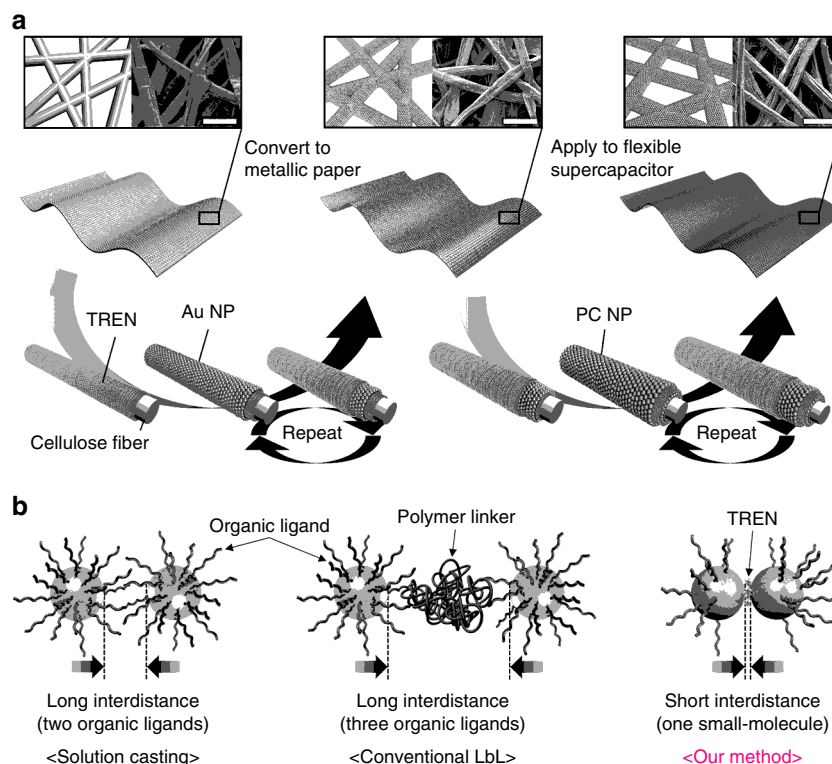 a
Convert to
metallic paper
Apply to flexible
supercapacitor
TREN
Au NP
PC NP
Cellulose fiber
Repeat
Repeat
b
Organic ligand
Polymer linker
TREN
Long interdistance
(two organic ligands)
<Solution casting>
Long interdistance
(three organic ligands)
<Conventional LbL>
Short interdistance
(one small-molecule)
<Our method>